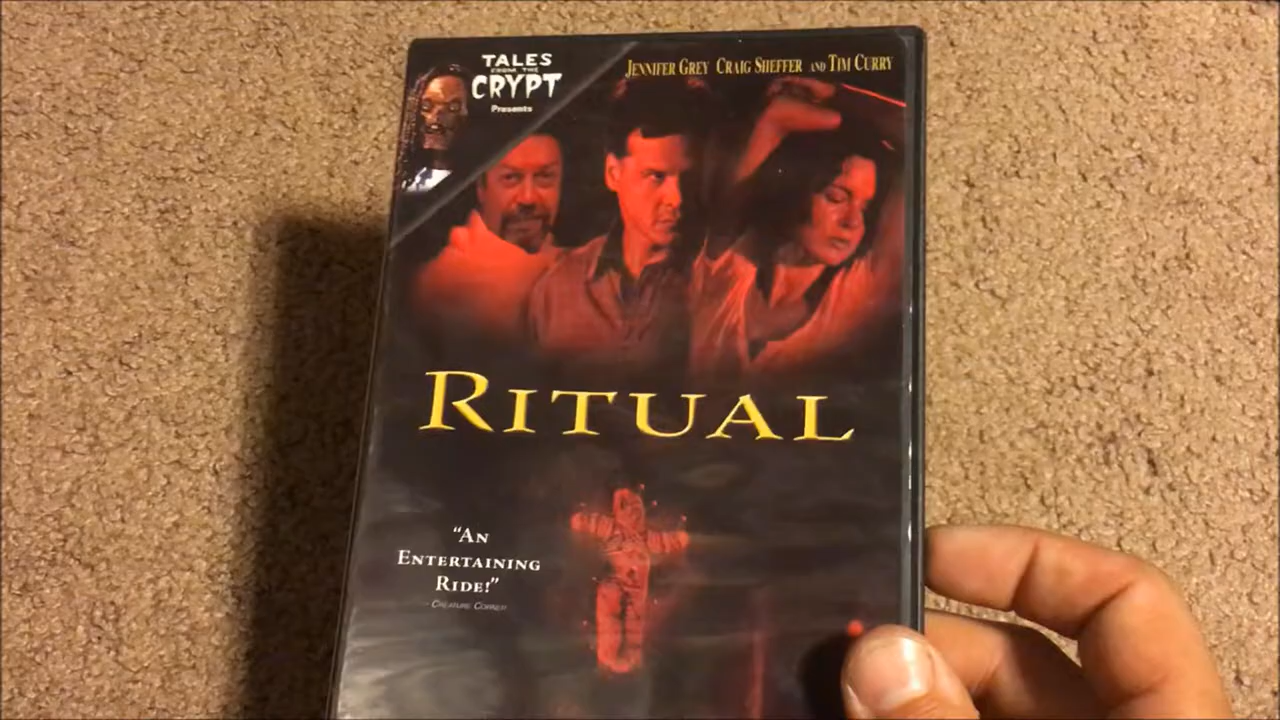 TALES
FROM THE
CRYPT
Presents
JENNIFER GREY CRAIG SHEFFER AND TIM CURRY
RITUAL
"AN
ENTERTAINING
RIDE!"
- CREATURE CORNER